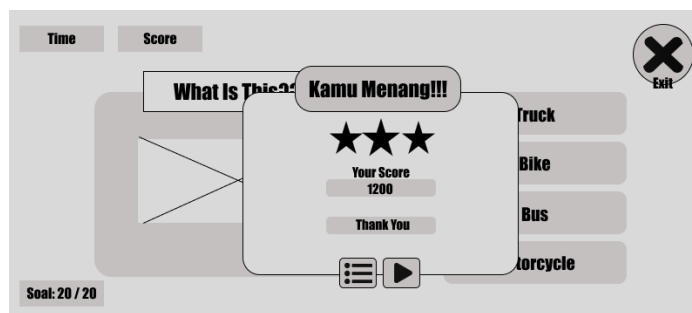 Time
Score
Exit
What Is This??
Kamu Menang!!!
Truck
Bike
Bus
torcycle
Your Score
1200
Thank You
Soal: 20 / 20